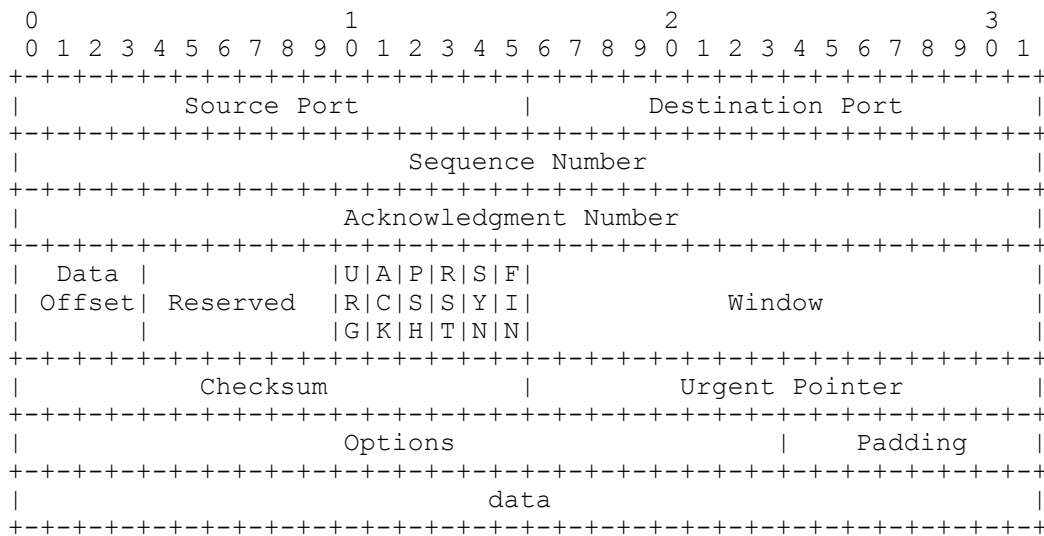 0                   1                   2                   3
 0 1 2 3 4 5 6 7 8 9 0 1 2 3 4 5 6 7 8 9 0 1 2 3 4 5 6 7 8 9 0 1
+-+-+-+-+-+-+-+-+-+-+-+-+-+-+-+-+-+-+-+-+-+-+-+-+-+-+-+-+-+-+-+-+
|          Source Port          |       Destination Port        |
+-+-+-+-+-+-+-+-+-+-+-+-+-+-+-+-+-+-+-+-+-+-+-+-+-+-+-+-+-+-+-+-+
|                        Sequence Number                        |
+-+-+-+-+-+-+-+-+-+-+-+-+-+-+-+-+-+-+-+-+-+-+-+-+-+-+-+-+-+-+-+-+
|                    Acknowledgment Number                      |
+-+-+-+-+-+-+-+-+-+-+-+-+-+-+-+-+-+-+-+-+-+-+-+-+-+-+-+-+-+-+-+-+
|  Data |           |U|A|P|R|S|F|                               |
| Offset| Reserved  |R|C|S|S|Y|I|            Window             |
|       |           |G|K|H|T|N|N|                               |
+-+-+-+-+-+-+-+-+-+-+-+-+-+-+-+-+-+-+-+-+-+-+-+-+-+-+-+-+-+-+-+-+
|           Checksum            |         Urgent Pointer        |
+-+-+-+-+-+-+-+-+-+-+-+-+-+-+-+-+-+-+-+-+-+-+-+-+-+-+-+-+-+-+-+-+
|                    Options                    |    Padding    |
+-+-+-+-+-+-+-+-+-+-+-+-+-+-+-+-+-+-+-+-+-+-+-+-+-+-+-+-+-+-+-+-+
|                             data                              |
+-+-+-+-+-+-+-+-+-+-+-+-+-+-+-+-+-+-+-+-+-+-+-+-+-+-+-+-+-+-+-+-+